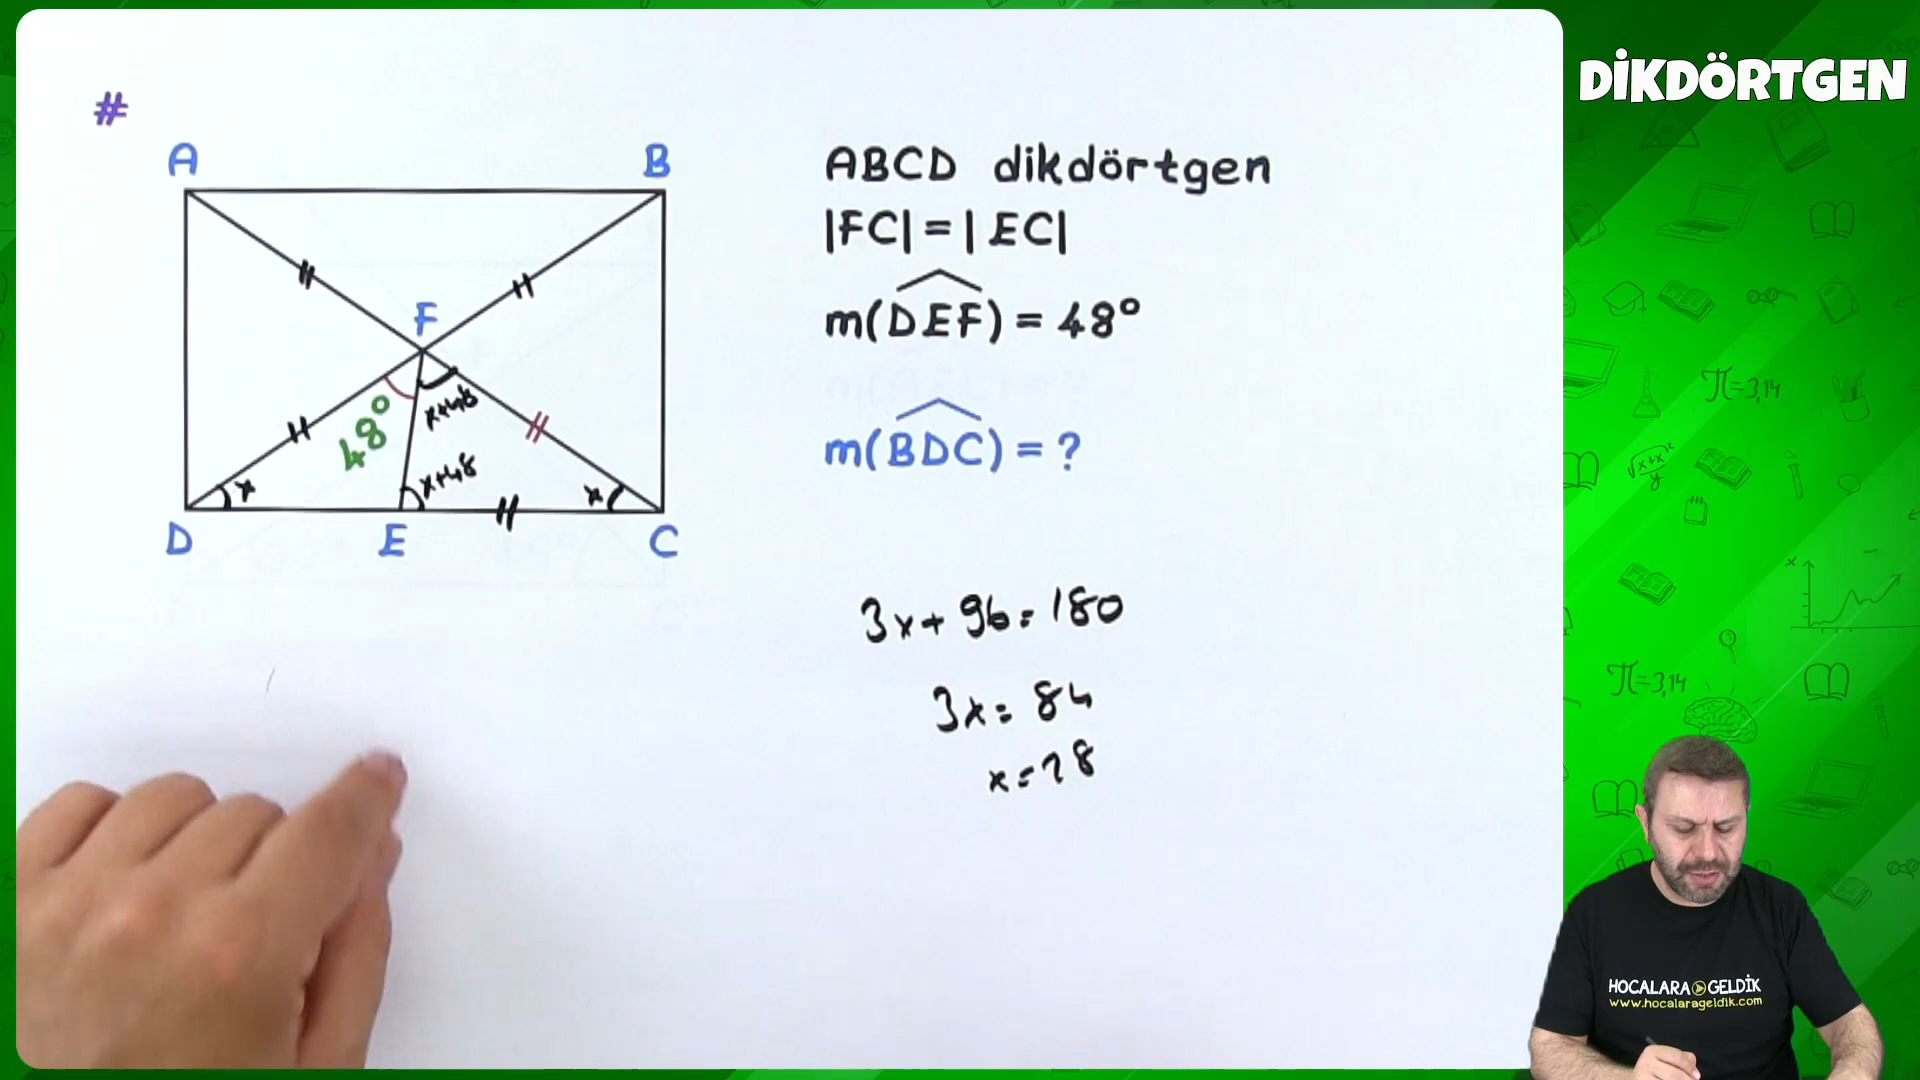 DİKDÖRTGEN
#
A
B
F
48°
x+48
x+48
x
x
D
E
C
ABCD dikdörtgen
|FC| = |EC|
m(DEF) = 48°
m(BDC) = ?
3x + 96 = 180
3x = 84
x = 28
π=3,14
π=3,14
HOCALARA GELDİK
www.hocalarageldik.com